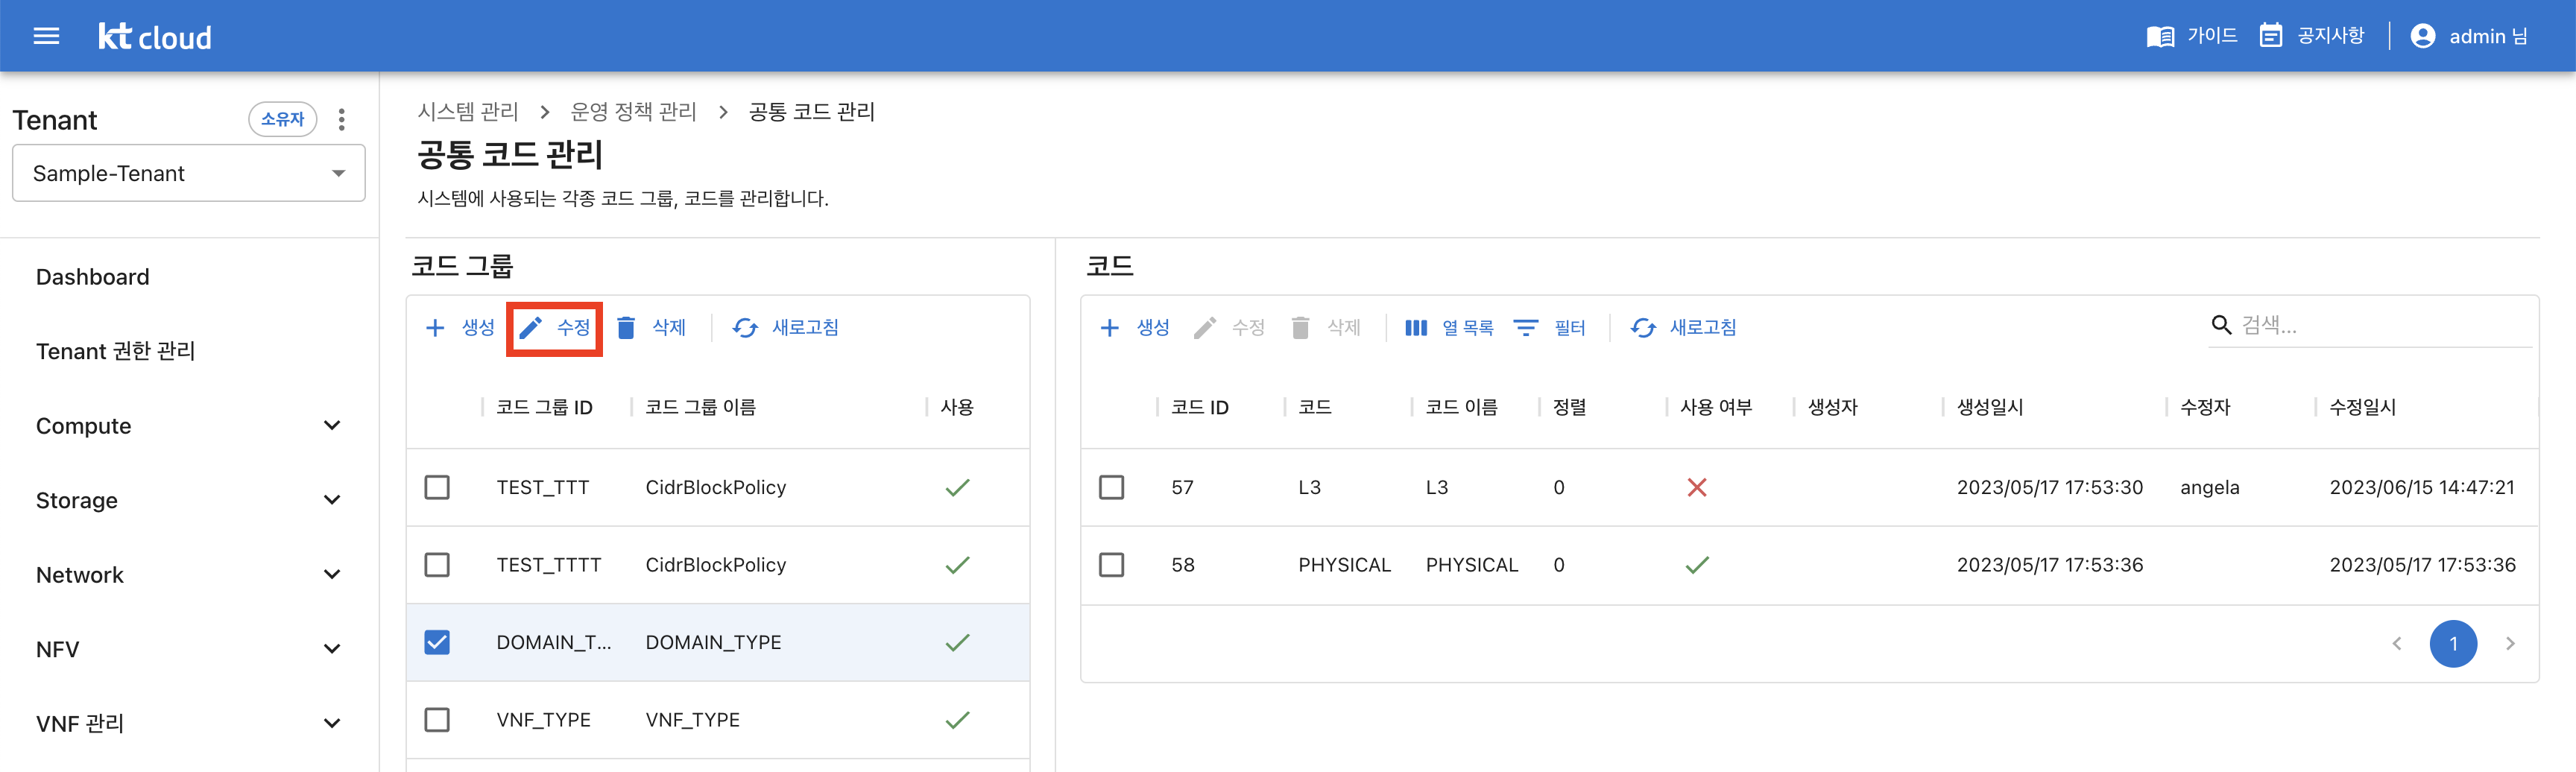 kt cloud
가이드
공지사항
admin 님
Tenant
소유자
Sample-Tenant
Dashboard
Tenant 권한 관리
Compute
Storage
Network
NFV
VNF 관리
시스템 관리 > 운영 정책 관리 > 공통 코드 관리
공통 코드 관리
시스템에 사용되는 각종 코드 그룹, 코드를 관리합니다.
코드 그룹
생성 수정 삭제 새로고침
코드 그룹 ID 코드 그룹 이름 사용
TEST_TTT CidrBlockPolicy
TEST_TTTT CidrBlockPolicy
DOMAIN_T... DOMAIN_TYPE
VNF_TYPE VNF_TYPE
코드
생성 수정 삭제 열 목록 필터 새로고침 검색...
코드 ID 코드 코드 이름 정렬 사용 여부 생성자 생성일시 수정자 수정일시
57 L3 L3 0 2023/05/17 17:53:30 angela 2023/06/15 14:47:21
58 PHYSICAL PHYSICAL 0 2023/05/17 17:53:36 2023/05/17 17:53:36
1